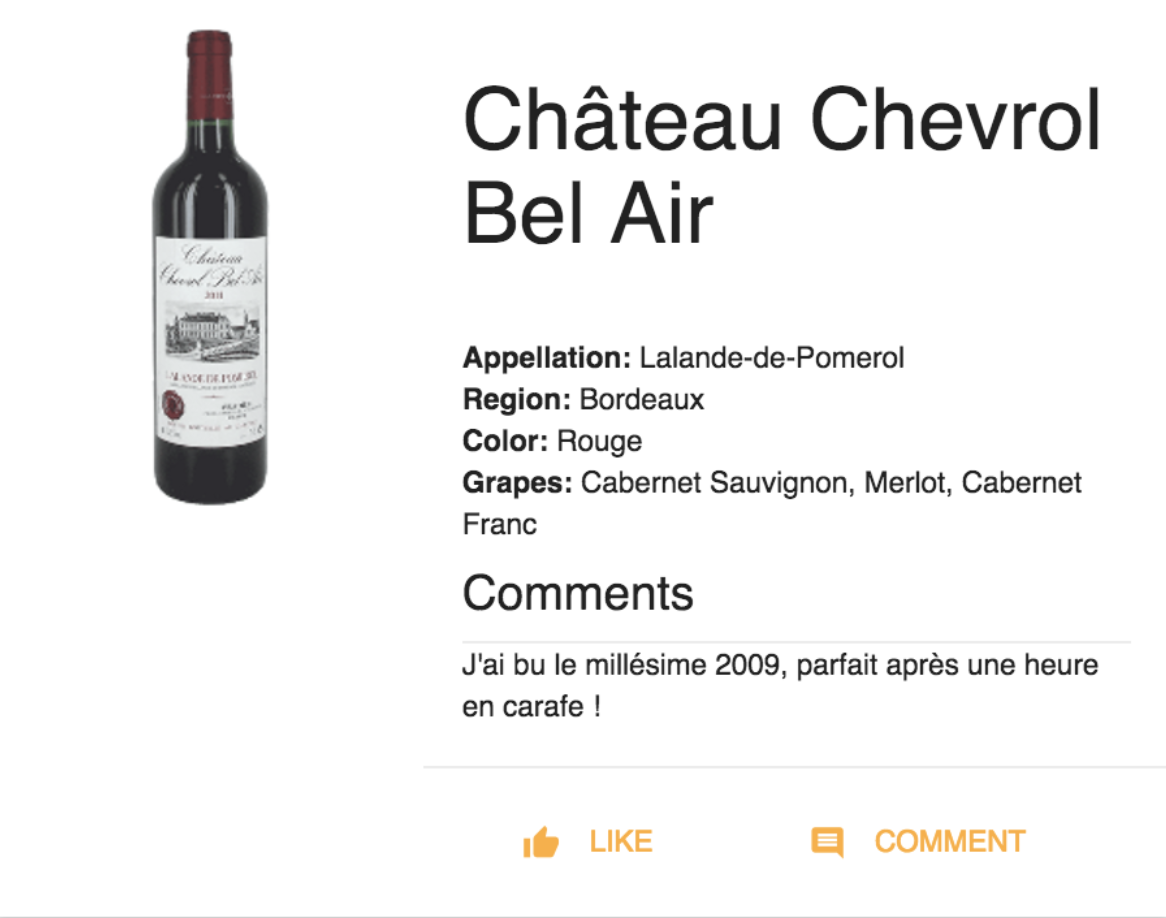 Château Chevrol
Bel Air
Château
Chevrol Bel Air
LALANDE DE POMEROL
Appellation: Lalande-de-Pomerol
Region: Bordeaux
Color: Rouge
Grapes: Cabernet Sauvignon, Merlot, Cabernet
Franc
Comments
J'ai bu le millésime 2009, parfait après une heure
en carafe !
LIKE
COMMENT